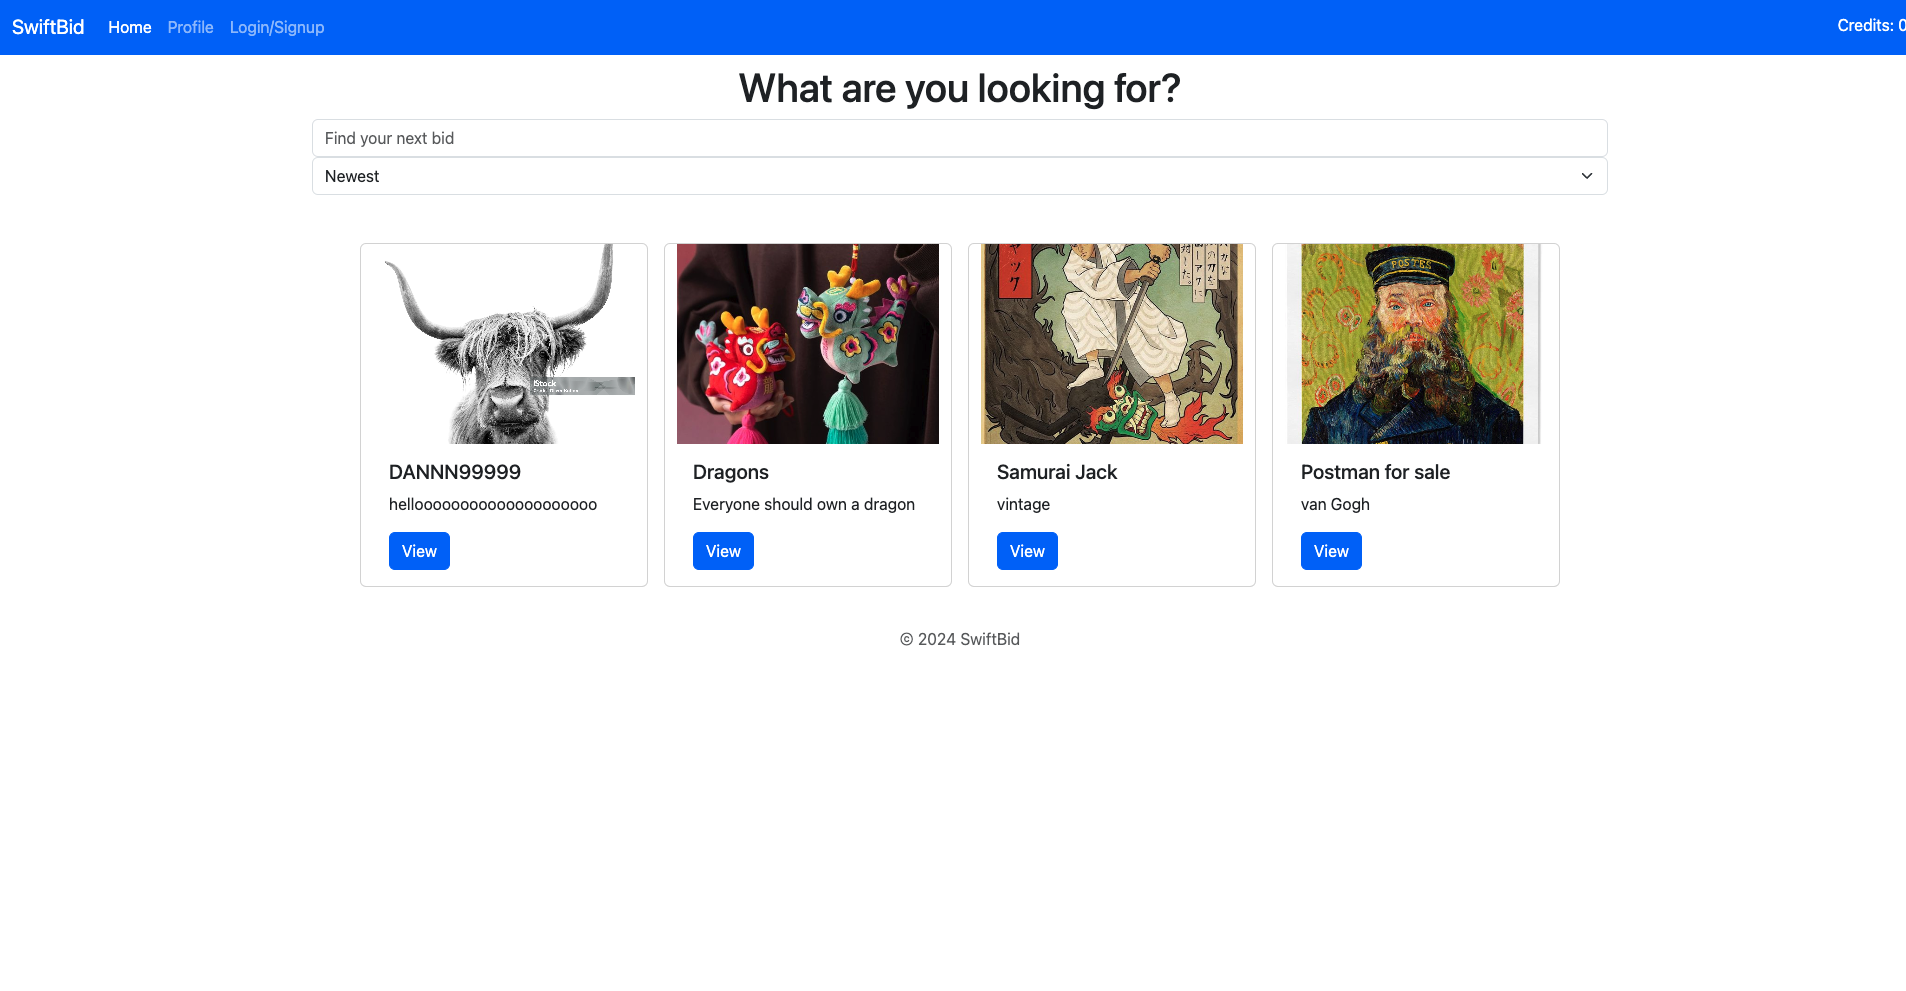 SwiftBid Home Profile Login/Signup Credits: 0
What are you looking for?
Find your next bid
Newest
iStock
POSTES
DANNN99999
helloooooooooooooooooooo
View
Dragons
Everyone should own a dragon
View
Samurai Jack
vintage
View
Postman for sale
van Gogh
View
© 2024 SwiftBid